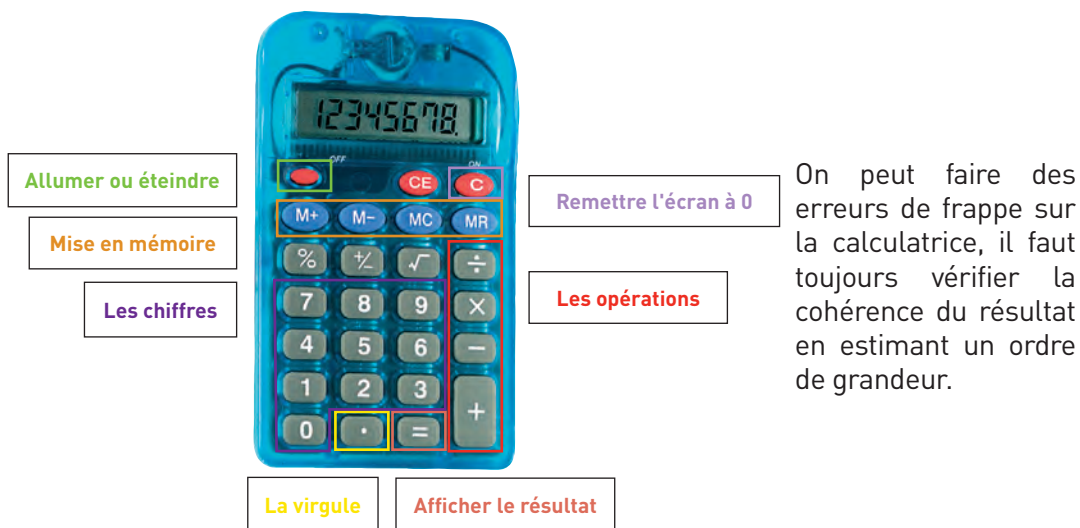 12345678.
OFF
ON
CE
C
M+
M−
MC
MR
%
+/−
√
÷
7
8
9
×
4
5
6
−
1
2
3
+
0
·
=
Allumer ou éteindre
Mise en mémoire
Les chiffres
Remettre l'écran à 0
Les opérations
La virgule
Afficher le résultat
On peut faire des
erreurs de frappe sur
la calculatrice, il faut
toujours vérifier la
cohérence du résultat
en estimant un ordre
de grandeur.